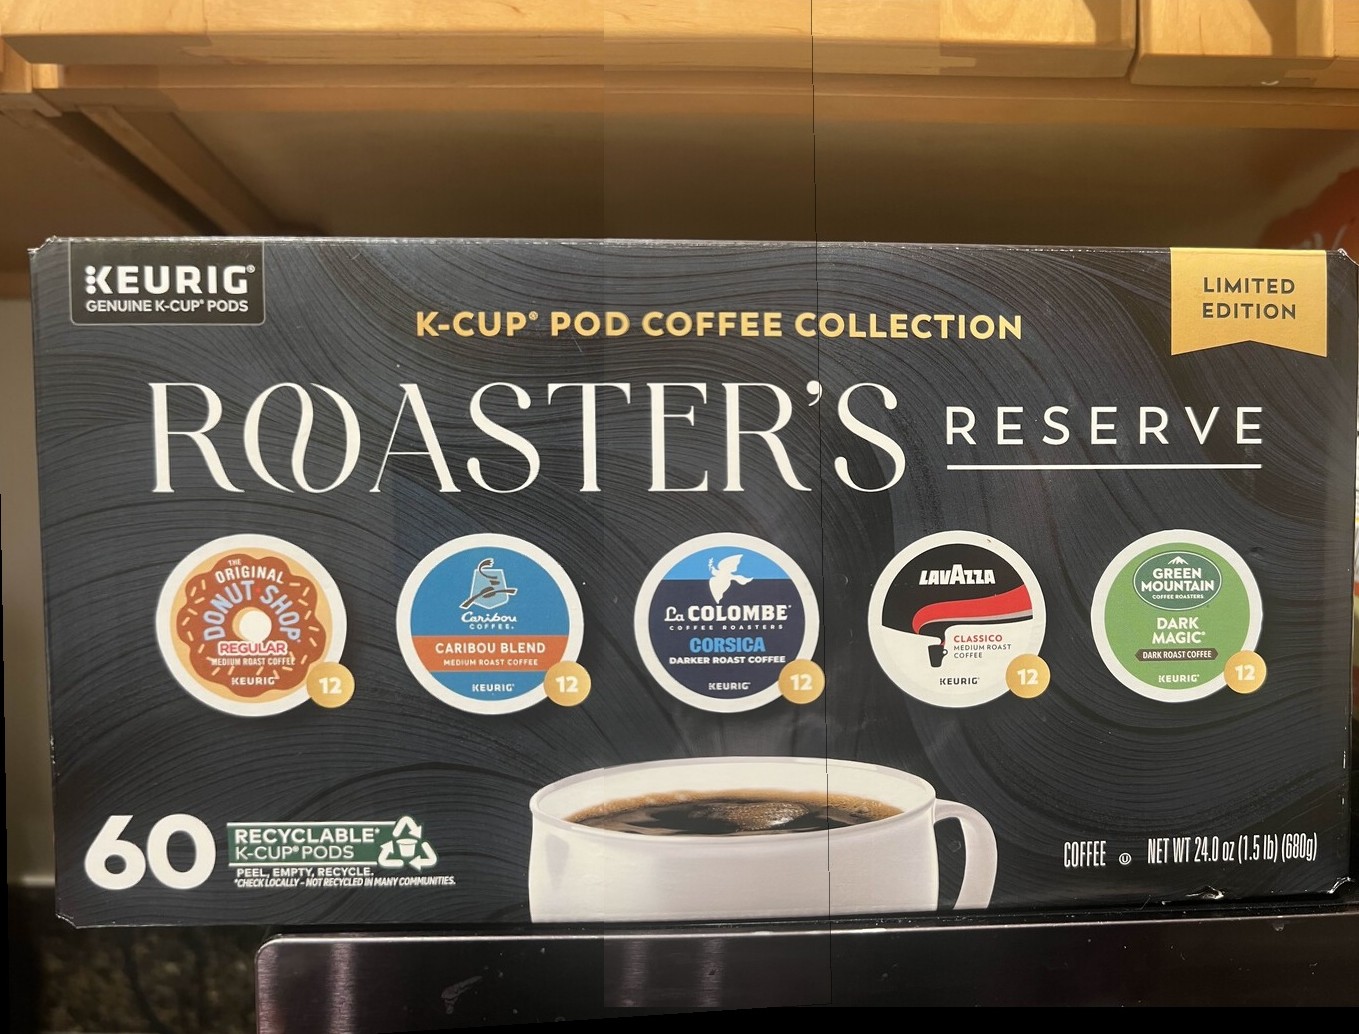 KEURIG®
GENUINE K-CUP® PODS
LIMITED
EDITION
K-CUP® POD COFFEE COLLECTION
ROASTER'S RESERVE
THE
ORIGINAL
DONUT SHOP
REGULAR
MEDIUM ROAST COFFEE
KEURIG
12
Caribou
COFFEE.
CARIBOU BLEND
MEDIUM ROAST COFFEE
KEURIG
12
La COLOMBE®
COFFEE ROASTERS
CORSICA
DARKER ROAST COFFEE
KEURIG
12
LAVAZZA
CLASSICO
MEDIUM ROAST
COFFEE
KEURIG
12
GREEN
MOUNTAIN
COFFEE ROASTERS
DARK
MAGIC®
DARK ROAST COFFEE
KEURIG
12
60
RECYCLABLE*
K-CUP® PODS
PEEL, EMPTY, RECYCLE.
*CHECK LOCALLY – NOT RECYCLED IN MANY COMMUNITIES.
COFFEE U NET WT 24.0 oz (1.5 lb) (680g)